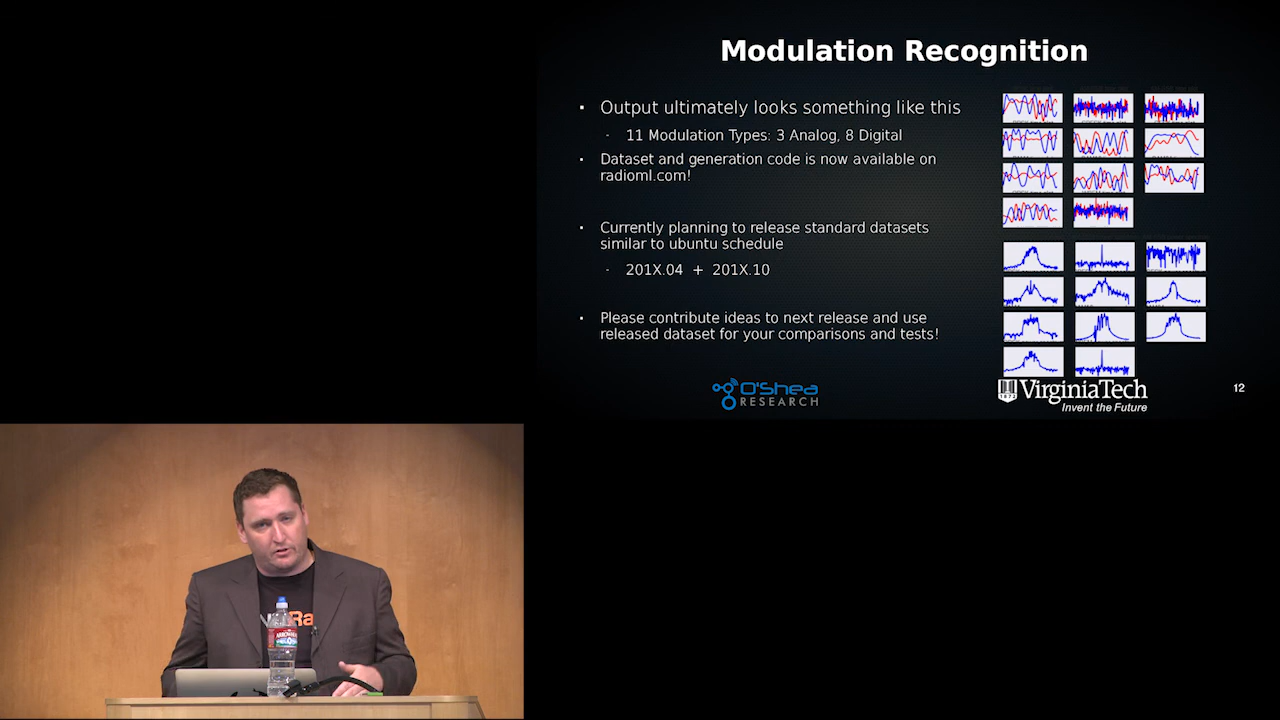 Modulation Recognition
Output ultimately looks something like this
11 Modulation Types: 3 Analog, 8 Digital
Dataset and generation code is now available on
radioml.com!
Currently planning to release standard datasets
similar to ubuntu schedule
201X.04 + 201X.10
Please contribute ideas to next release and use
released dataset for your comparisons and tests!
O'Shea
RESEARCH
1872
VirginiaTech
Invent the Future
12
Ra
ARROWHEAD